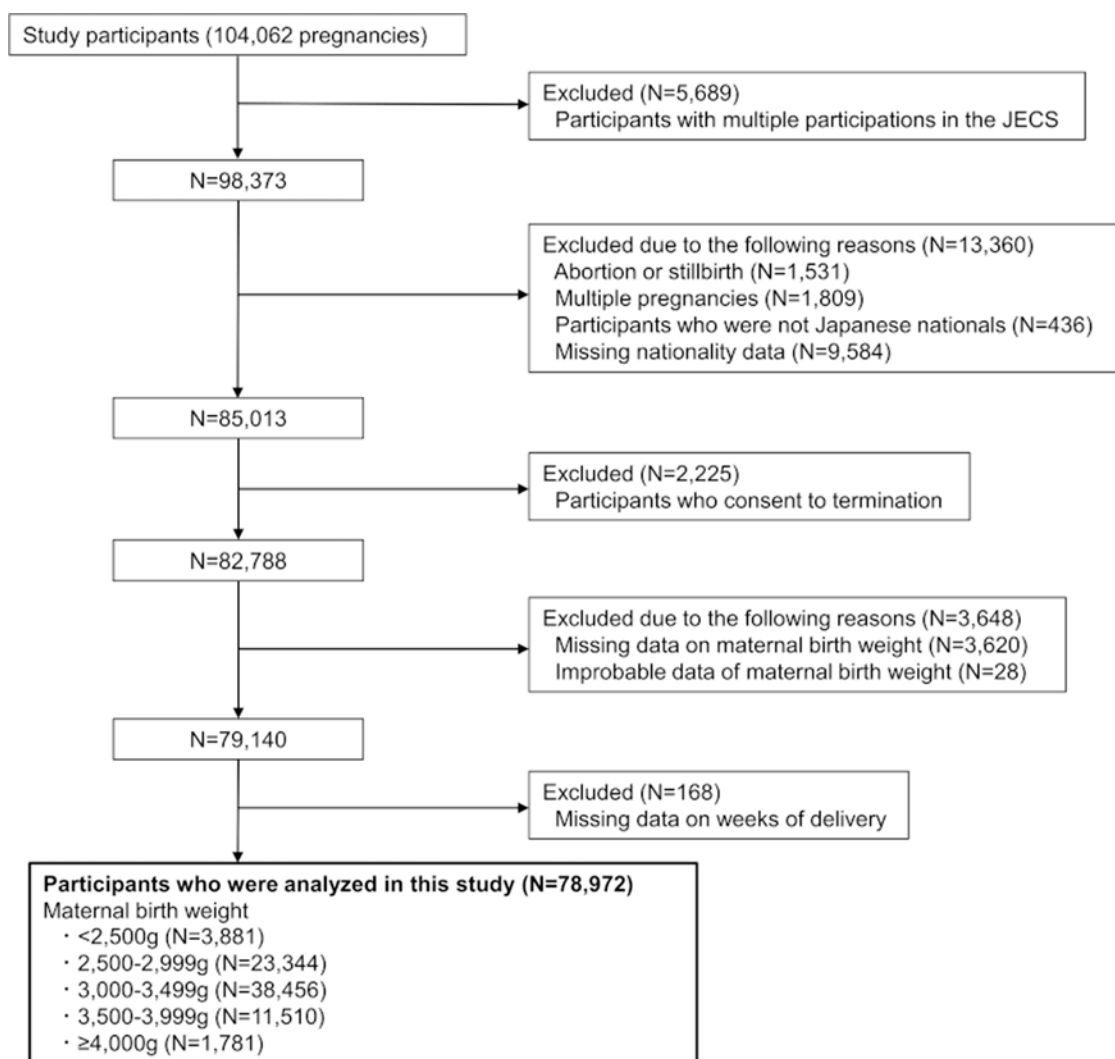 Study participants (104,062 pregnancies)
Excluded (N=5,689)
Participants with multiple participations in the JECS
N=98,373
Excluded due to the following reasons (N=13,360)
Abortion or stillbirth (N=1,531)
Multiple pregnancies (N=1,809)
Participants who were not Japanese nationals (N=436)
Missing nationality data (N=9,584)
N=85,013
Excluded (N=2,225)
Participants who consent to termination
N=82,788
Excluded due to the following reasons (N=3,648)
Missing data on maternal birth weight (N=3,620)
Improbable data of maternal birth weight (N=28)
N=79,140
Excluded (N=168)
Missing data on weeks of delivery
Participants who were analyzed in this study (N=78,972)
Maternal birth weight
・<2,500g (N=3,881)
・2,500-2,999g (N=23,344)
・3,000-3,499g (N=38,456)
・3,500-3,999g (N=11,510)
・≥4,000g (N=1,781)